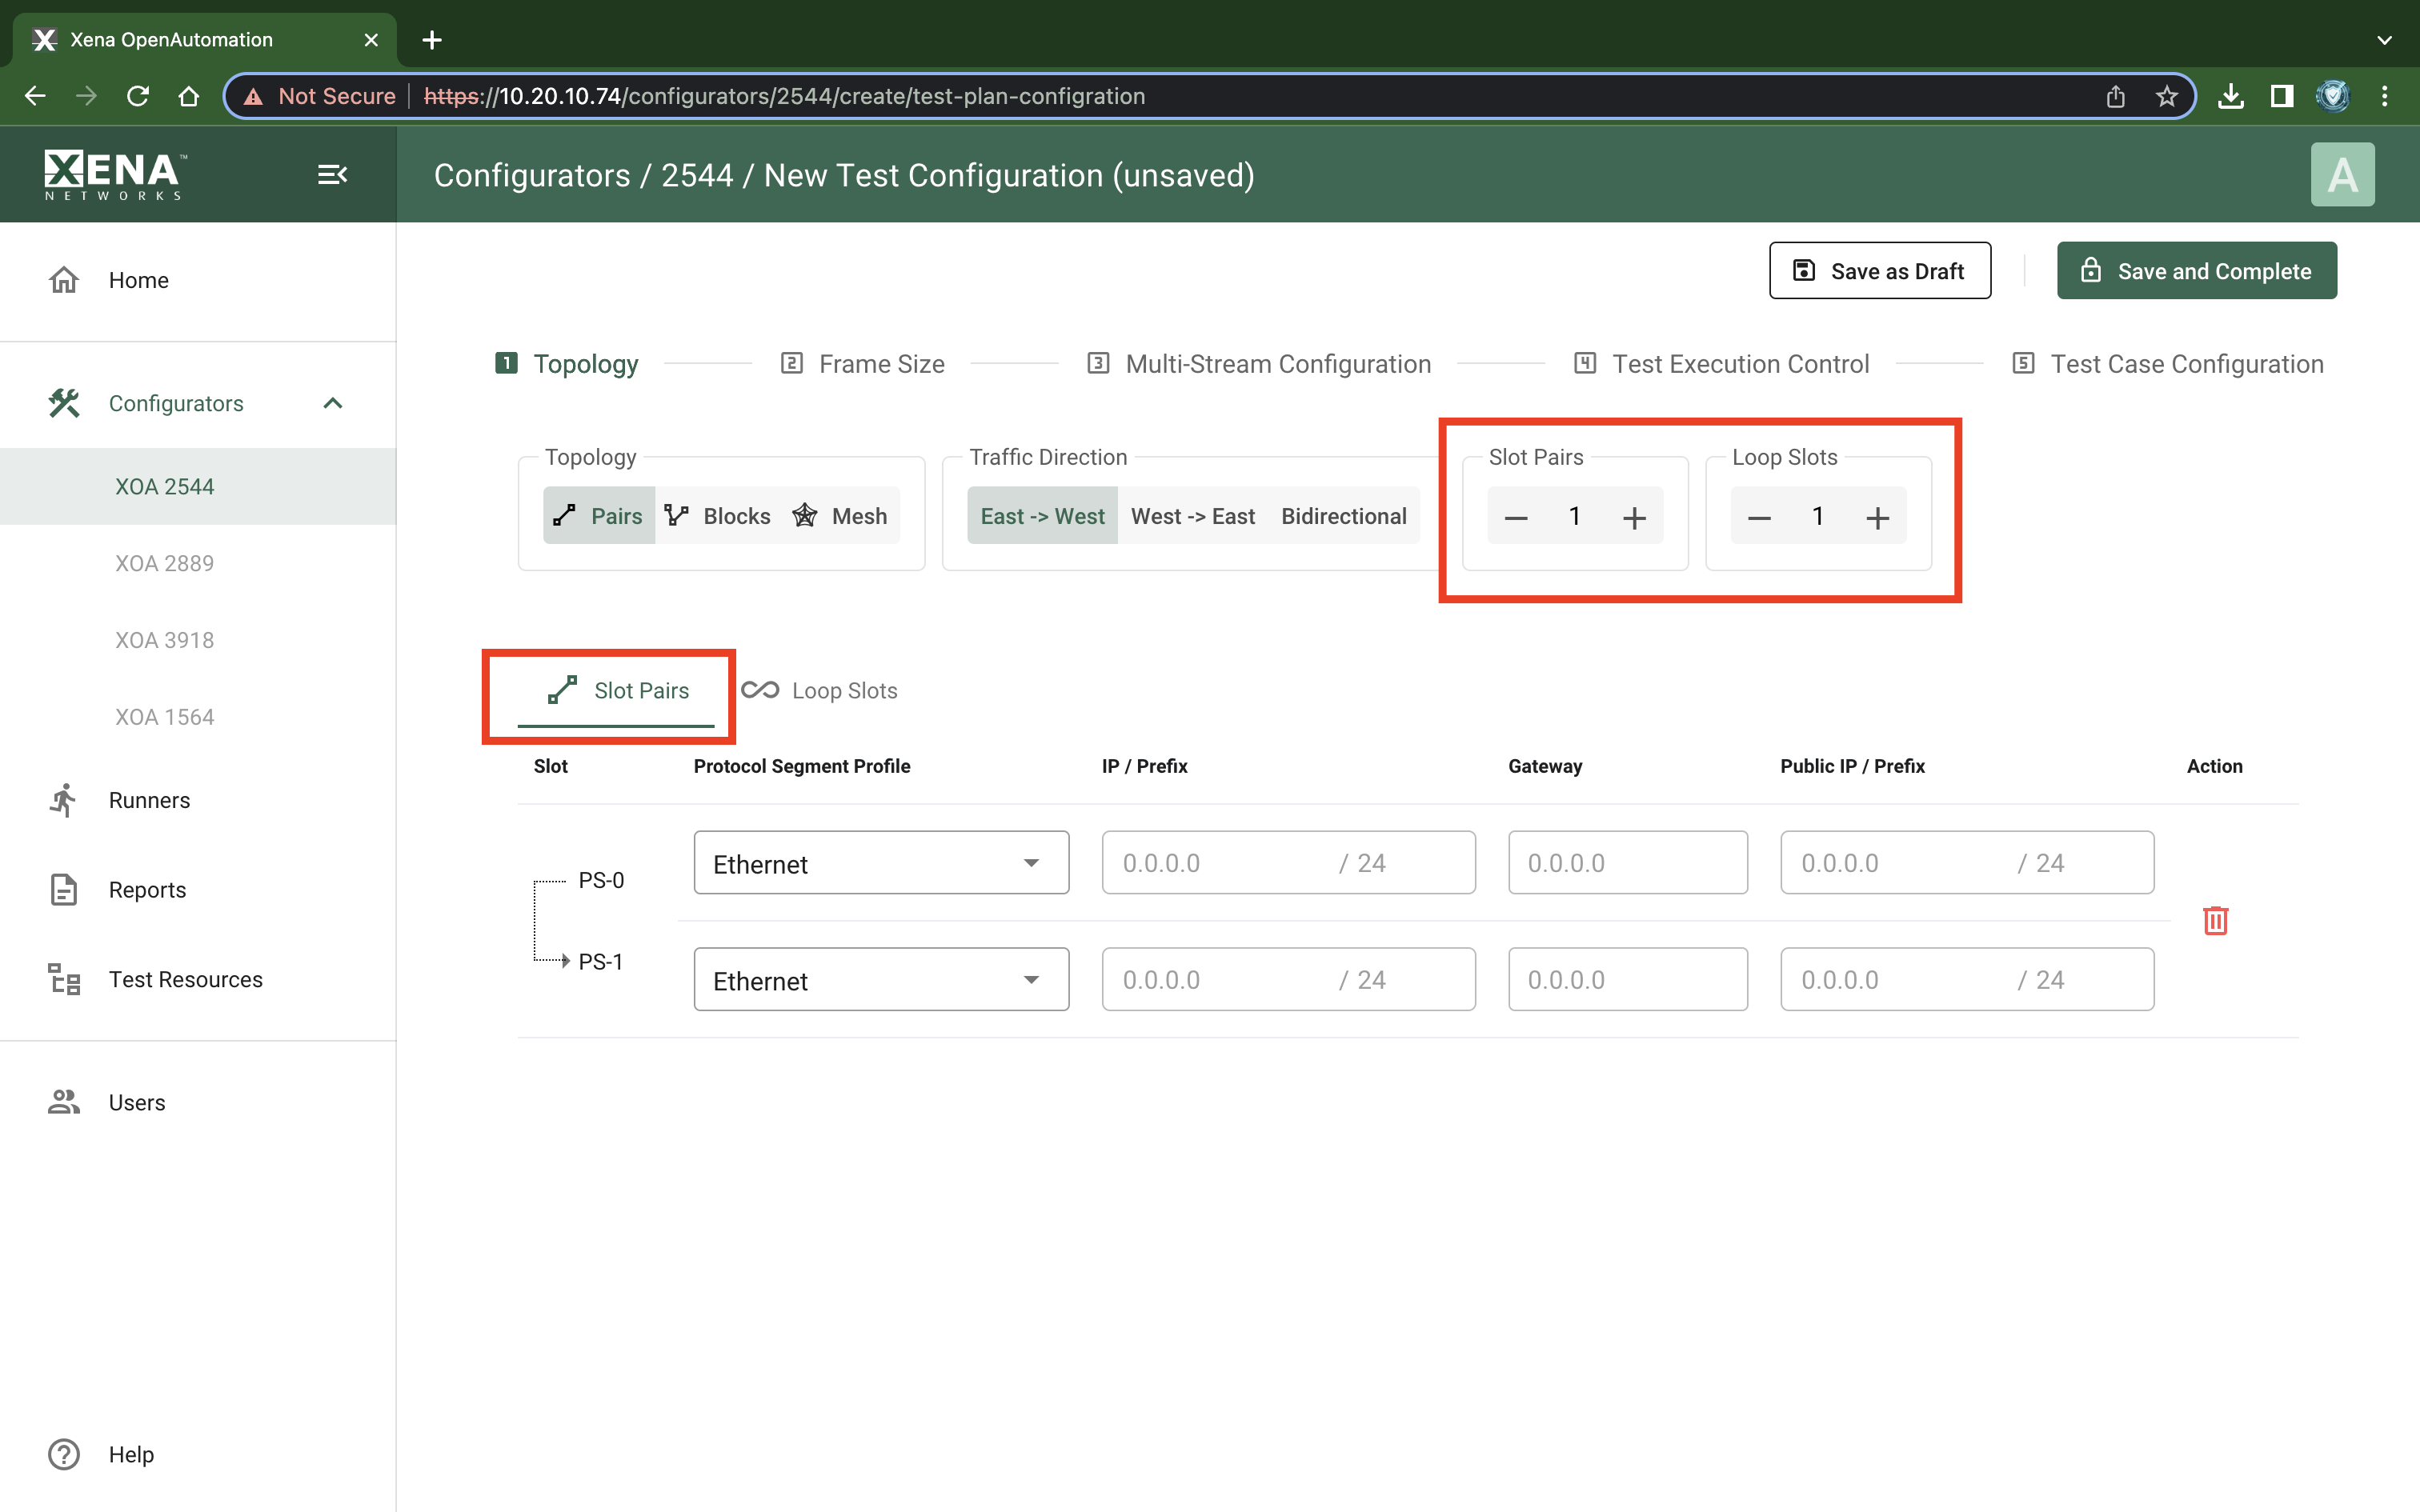 Xena OpenAutomation
Not Secure https://10.20.10.74/configurators/2544/create/test-plan-configration
XENA™
NETWORKS
Configurators / 2544 / New Test Configuration (unsaved)
A
Home
Configurators
XOA 2544
XOA 2889
XOA 3918
XOA 1564
Runners
Reports
Test Resources
Users
Help
Save as Draft
Save and Complete
1 Topology 2 Frame Size 3 Multi-Stream Configuration 4 Test Execution Control 5 Test Case Configuration
Topology Traffic Direction Slot Pairs Loop Slots
Pairs Blocks Mesh East -> West West -> East Bidirectional — 1 + — 1 +
Slot Pairs Loop Slots
Slot Protocol Segment Profile IP / Prefix Gateway Public IP / Prefix Action
PS-0 Ethernet 0.0.0.0 / 24 0.0.0.0 0.0.0.0 / 24
PS-1 Ethernet 0.0.0.0 / 24 0.0.0.0 0.0.0.0 / 24